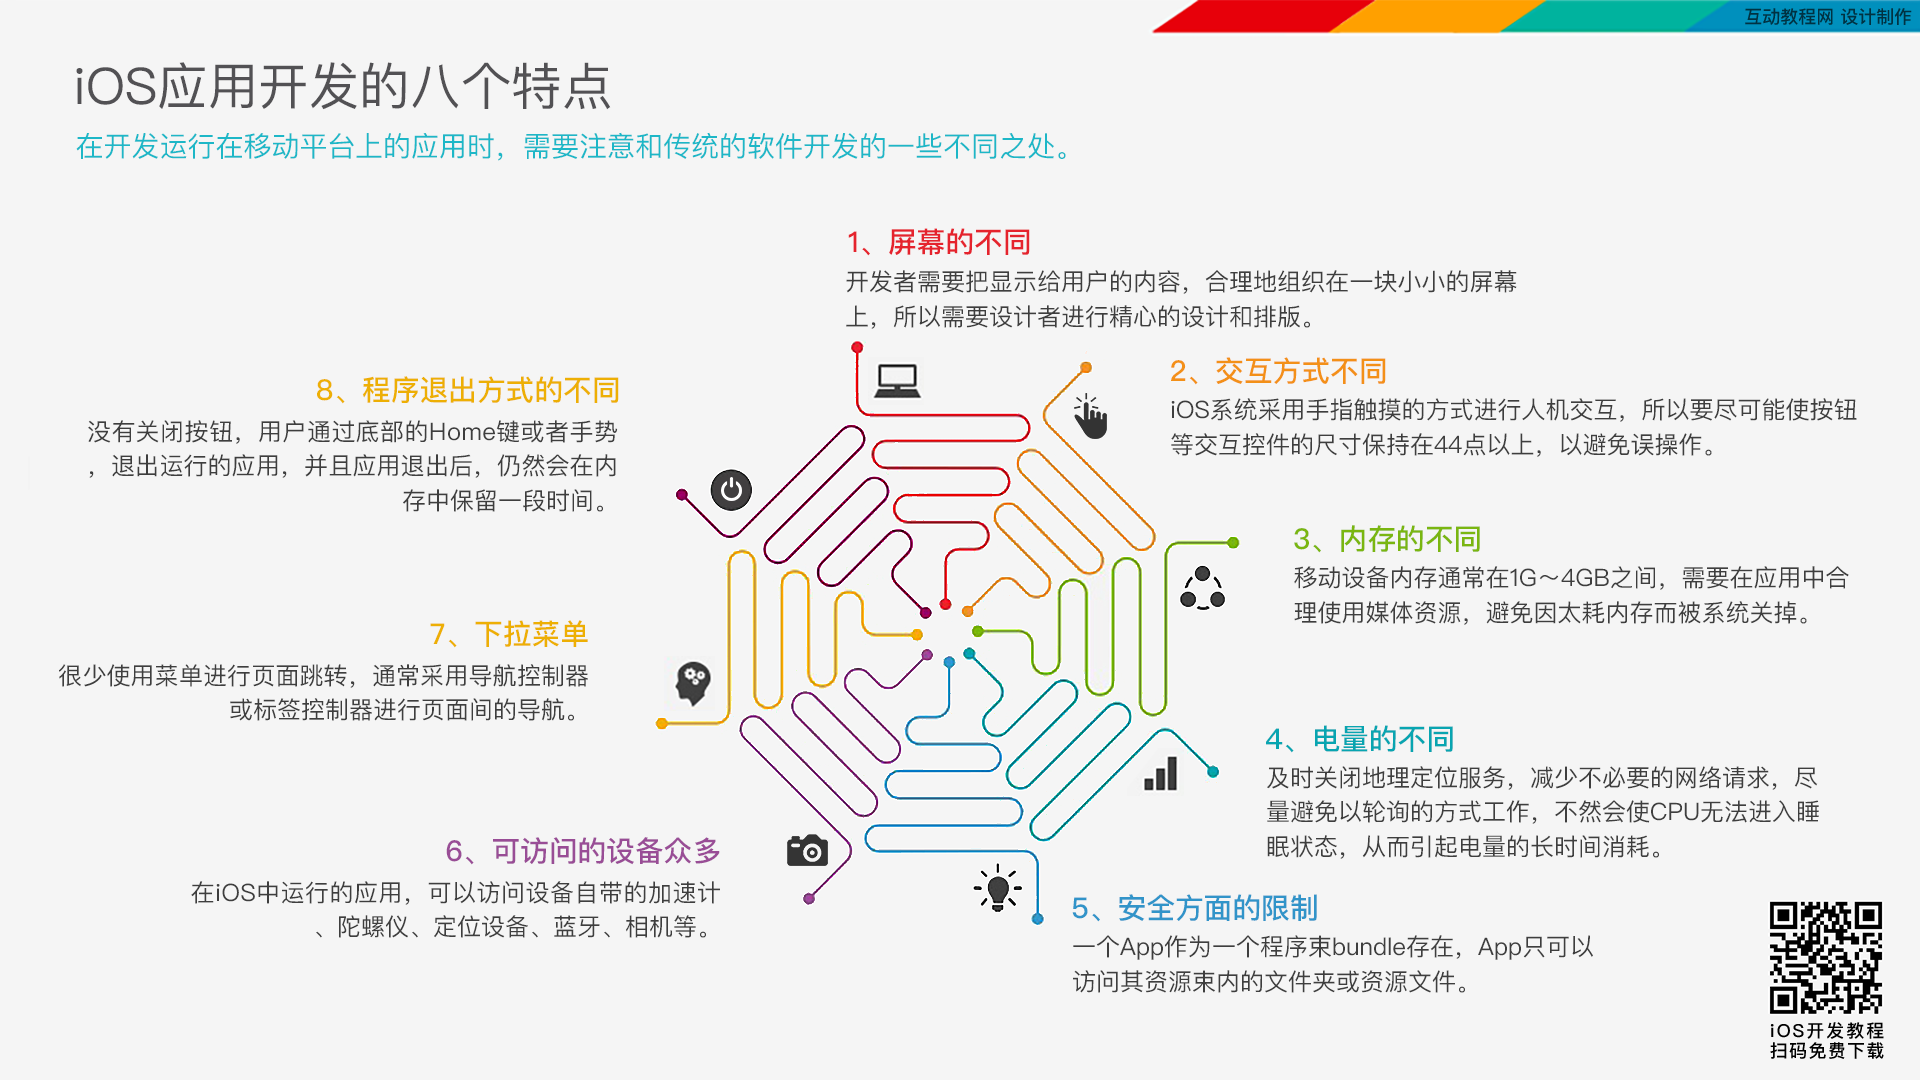 互动教程网 设计制作
iOS应用开发的八个特点
在开发运行在移动平台上的应用时，需要注意和传统的软件开发的一些不同之处。
1、屏幕的不同
开发者需要把显示给用户的内容，合理地组织在一块小小的屏幕
上，所以需要设计者进行精心的设计和排版。
2、交互方式不同
iOS系统采用手指触摸的方式进行人机交互，所以要尽可能使按钮
等交互控件的尺寸保持在44点以上，以避免误操作。
3、内存的不同
移动设备内存通常在1G～4GB之间，需要在应用中合
理使用媒体资源，避免因太耗内存而被系统关掉。
4、电量的不同
及时关闭地理定位服务，减少不必要的网络请求，尽
量避免以轮询的方式工作，不然会使CPU无法进入睡
眠状态，从而引起电量的长时间消耗。
5、安全方面的限制
一个App作为一个程序束bundle存在，App只可以
访问其资源束内的文件夹或资源文件。
6、可访问的设备众多
在iOS中运行的应用，可以访问设备自带的加速计
、陀螺仪、定位设备、蓝牙、相机等。
7、下拉菜单
很少使用菜单进行页面跳转，通常采用导航控制器
或标签控制器进行页面间的导航。
8、程序退出方式的不同
没有关闭按钮，用户通过底部的Home键或者手势
，退出运行的应用，并且应用退出后，仍然会在内
存中保留一段时间。
iOS开发教程
扫码免费下载